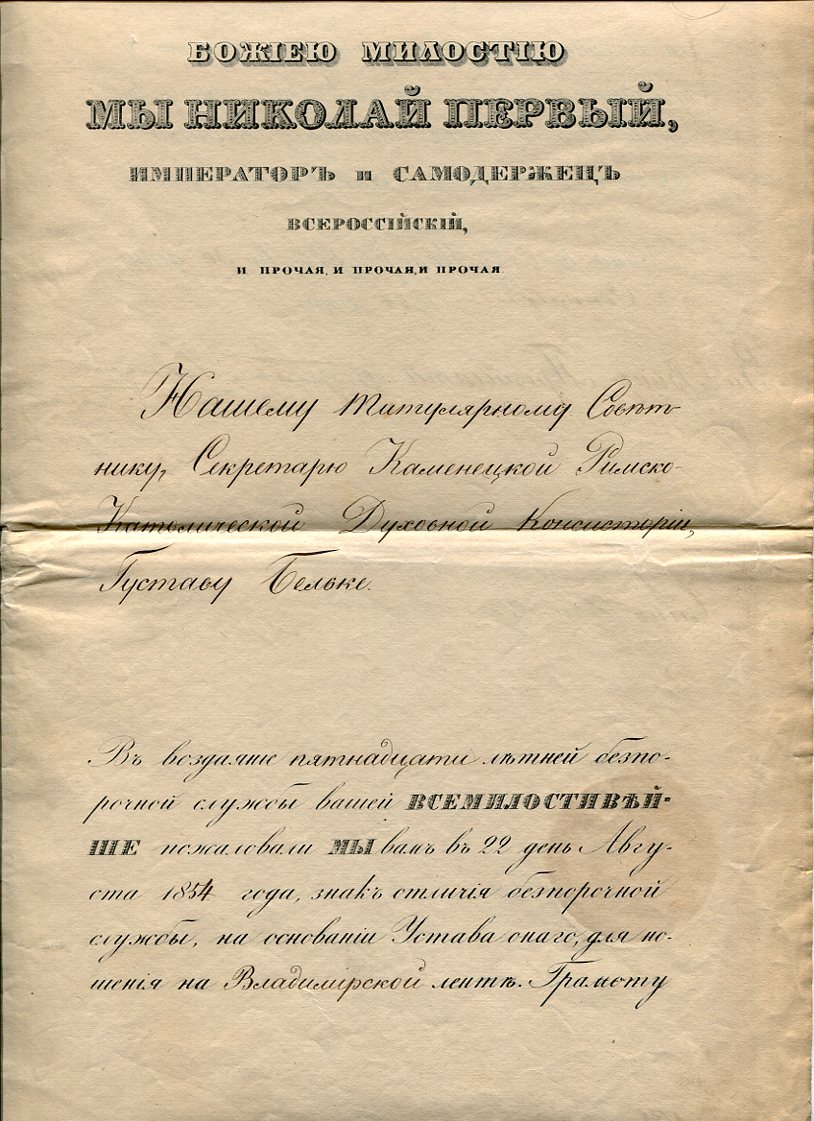 БОЖІЕЮ МИЛОСТІЮ
МЫ НИКОЛАЙ ПЕРВЫЙ,
ИМПЕРАТОРЪ и САМОДЕРЖЕЦЪ
ВСЕРОССІЙСКІЙ,
И ПРОЧАЯ, И ПРОЧАЯ, И ПРОЧАЯ.
Нашему Титулярному Совѣт-
нику, Секретарю Каменецкой Римско-
Католической Духовной Консисторіи,
Густаву Бельке.
Въ воздаяніе пятнадцати лѣтней безпо-
рочной службы вашей ВСЕМИЛОСТИВѢЙ-
ШЕ пожаловали МЫ вамъ въ 22 день Авгу-
ста 1854 года, знакъ отличія безпорочной
службы, на основаніи Устава онаго, для но-
шенія на Владимірской лентѣ. Грамоту